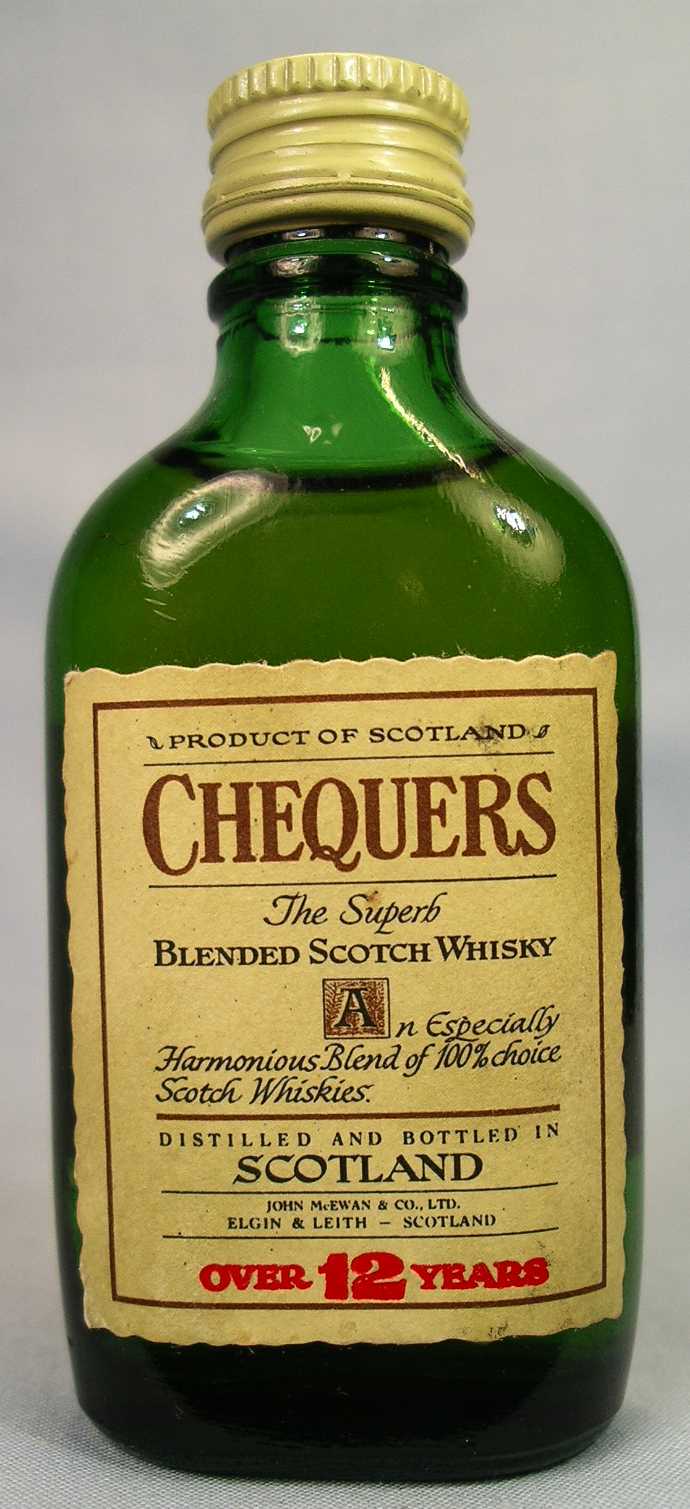 PRODUCT OF SCOTLAND
CHEQUERS
The Superb
BLENDED SCOTCH WHISKY
An Especially
Harmonious Blend of 100% choice
Scotch Whiskies.
DISTILLED AND BOTTLED IN
SCOTLAND
JOHN McEWAN & CO., LTD.
ELGIN & LEITH – SCOTLAND
OVER 12 YEARS